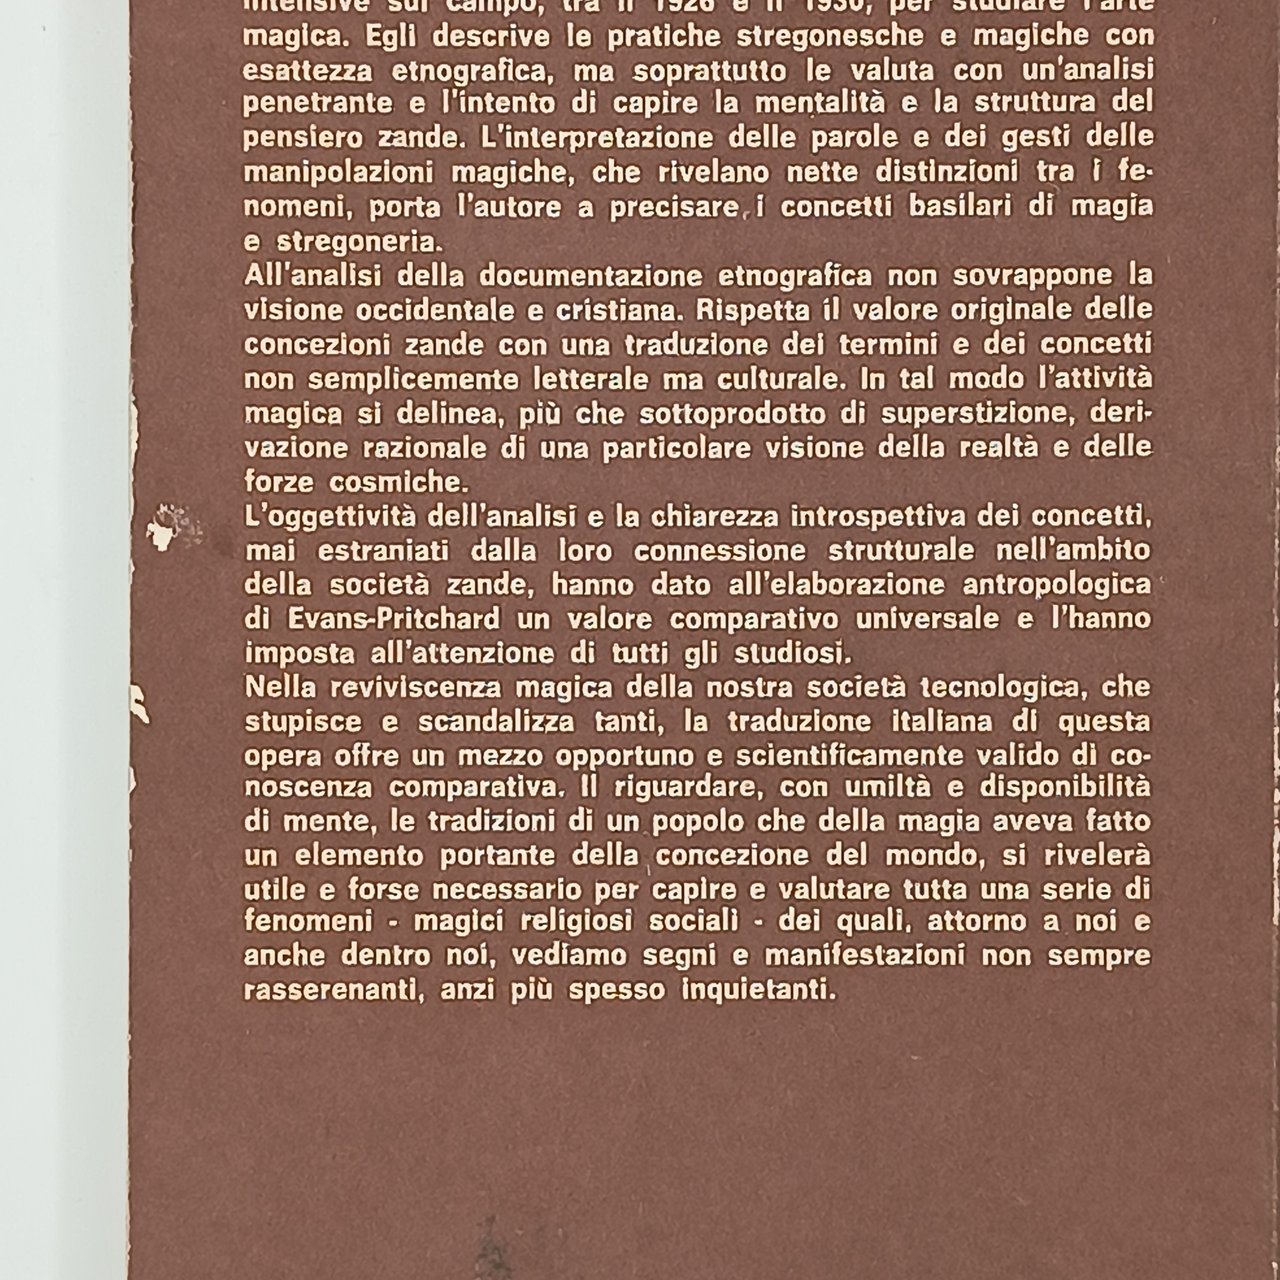 intensive sul campo, tra il 1926 e il 1930, per studiare l'arte
magica. Egli descrive le pratiche stregonesche e magiche con
esattezza etnografica, ma soprattutto le valuta con un'analisi
penetrante e l'intento di capire la mentalità e la struttura del
pensiero zande. L'interpretazione delle parole e dei gesti delle
manipolazioni magiche, che rivelano nette distinzioni tra i fe-
nomeni, porta l'autore a precisare i concetti basilari di magia
e stregoneria.
All'analisi della documentazione etnografica non sovrappone la
visione occidentale e cristiana. Rispetta il valore originale delle
concezioni zande con una traduzione dei termini e dei concetti
non semplicemente letterale ma culturale. In tal modo l'attività
magica si delinea, più che sottoprodotto di superstizione, deri-
vazione razionale di una particolare visione della realtà e delle
forze cosmiche.
L'oggettività dell'analisi e la chiarezza introspettiva dei concetti,
mai estraniati dalla loro connessione strutturale nell'ambito
della società zande, hanno dato all'elaborazione antropologica
di Evans-Pritchard un valore comparativo universale e l'hanno
imposta all'attenzione di tutti gli studiosi.
Nella reviviscenza magica della nostra società tecnologica, che
stupisce e scandalizza tanti, la traduzione italiana di questa
opera offre un mezzo opportuno e scientificamente valido di co-
noscenza comparativa. Il riguardare, con umiltà e disponibilità
di mente, le tradizioni di un popolo che della magia aveva fatto
un elemento portante della concezione del mondo, si rivelerà
utile e forse necessario per capire e valutare tutta una serie di
fenomeni - magici religiosi sociali - dei quali, attorno a noi e
anche dentro noi, vediamo segni e manifestazioni non sempre
rasserenanti, anzi più spesso inquietanti.